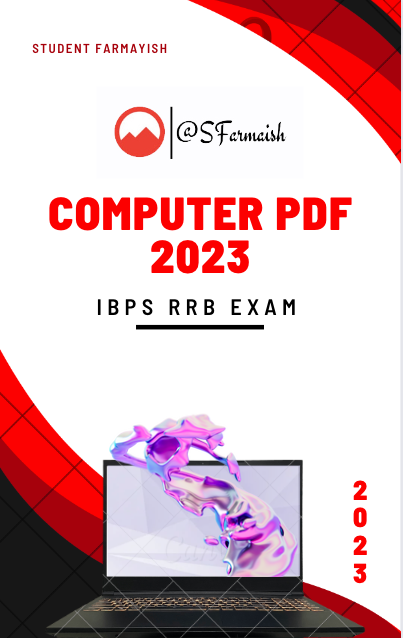 STUDENT FARMAYISH
@SFarmaish
COMPUTER PDF
2023
IBPS RRB EXAM
2
0
2
3